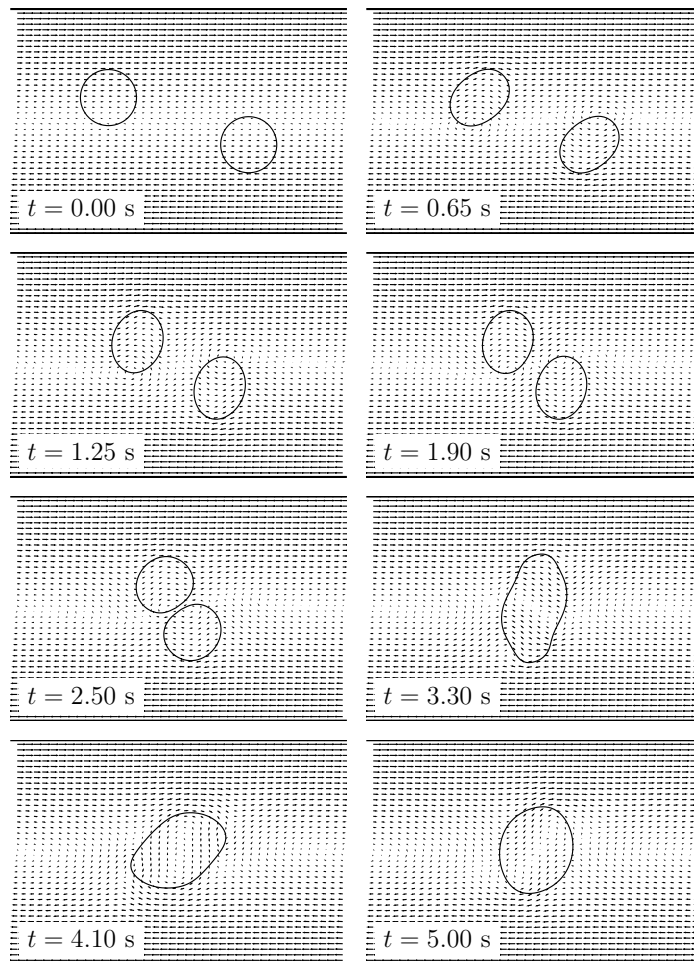 t = 0.00 s
t = 0.65 s
t = 1.25 s
t = 1.90 s
t = 2.50 s
t = 3.30 s
t = 4.10 s
t = 5.00 s